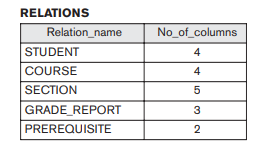 RELATIONS
Relation_name No_of_columns
STUDENT 4
COURSE 4
SECTION 5
GRADE_REPORT 3
PREREQUISITE 2